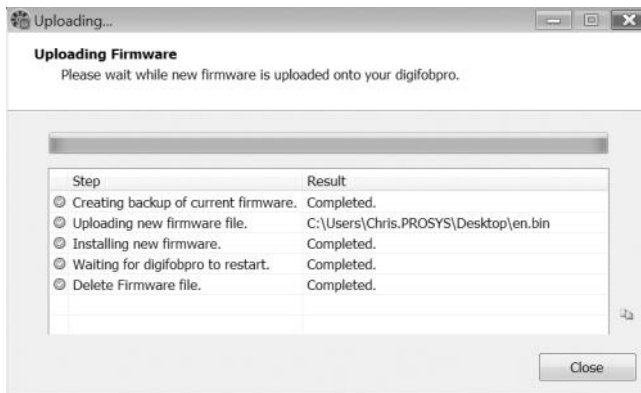 Uploading...
Uploading Firmware
Please wait while new firmware is uploaded onto your digifobpro.
Step Result
Creating backup of current firmware. Completed.
Uploading new firmware file. C:\Users\Chris.PROSYS\Desktop\en.bin
Installing new firmware. Completed.
Waiting for digifobpro to restart. Completed.
Delete Firmware file. Completed.
Close